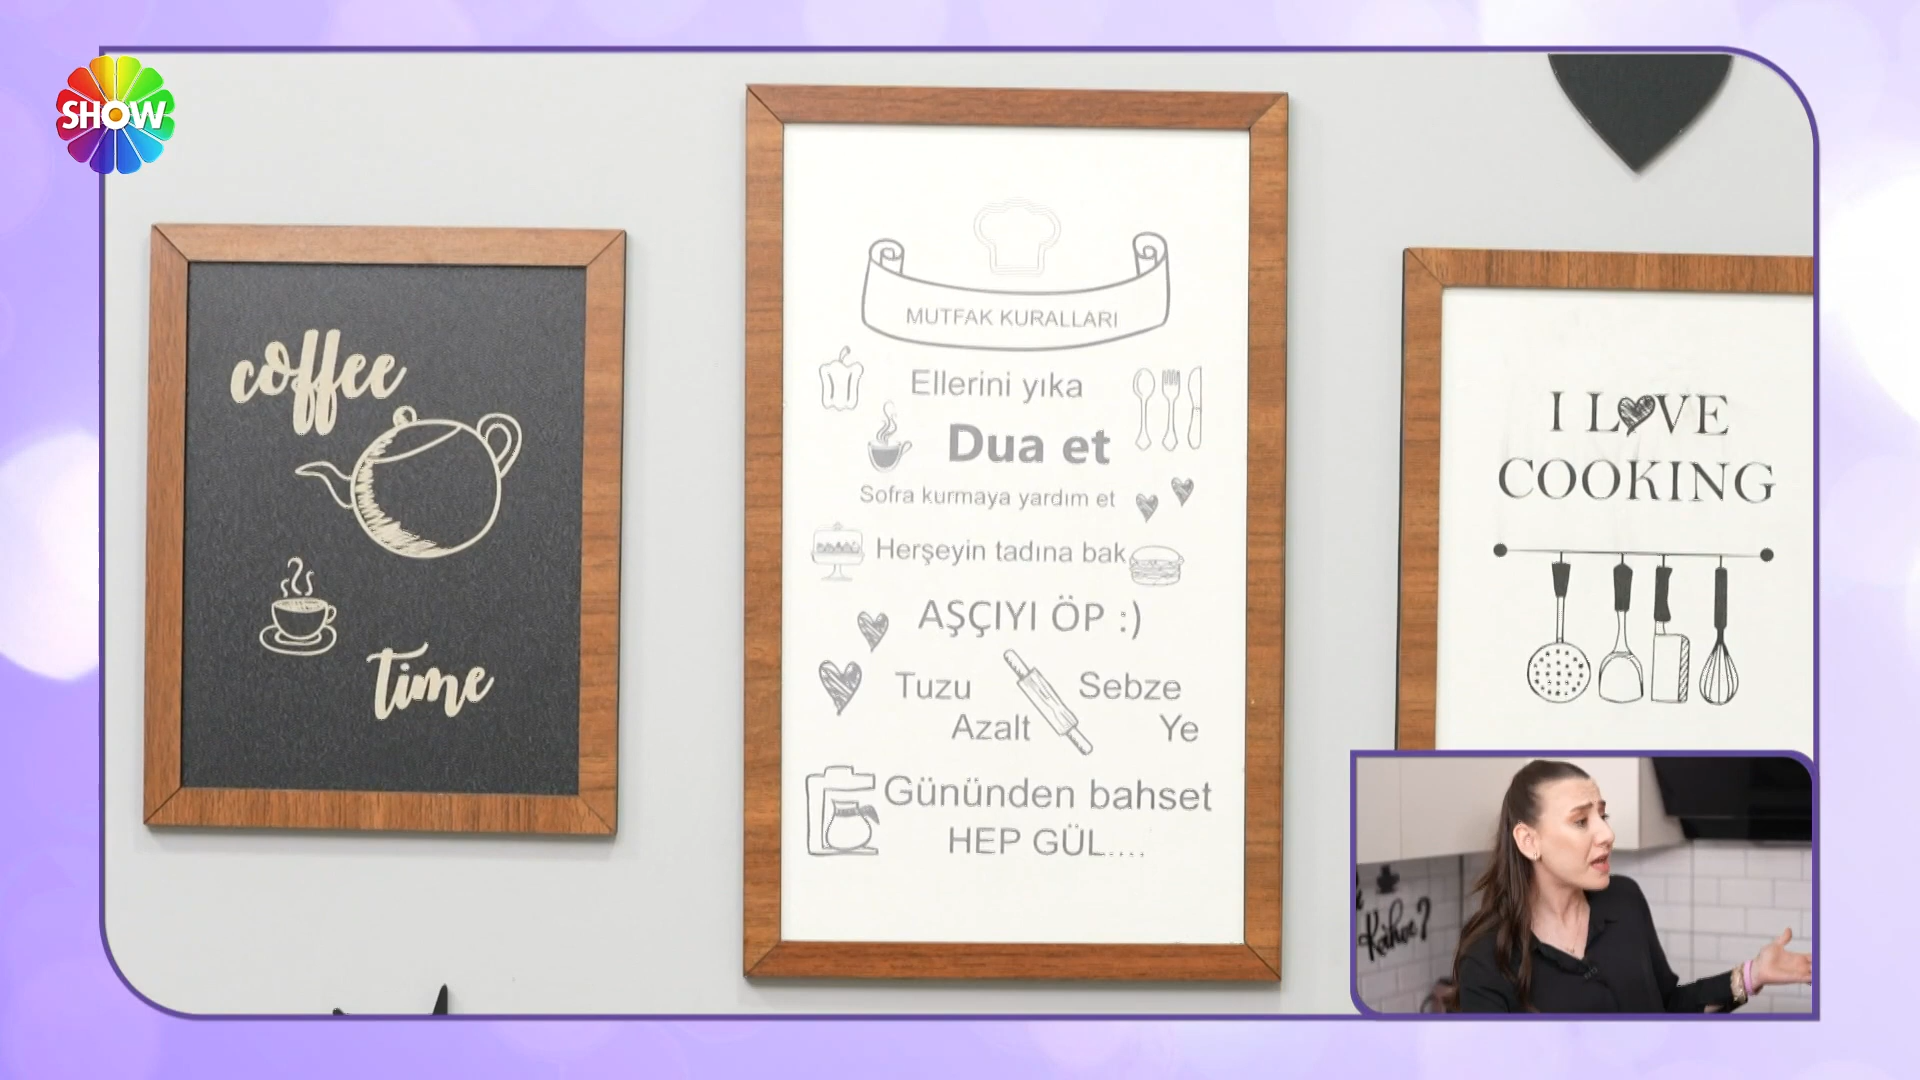 SHOW
coffee
time
MUTFAK KURALLARI
Ellerini yıka
Dua et
Sofra kurmaya yardım et
Herşeyin tadına bak
AŞÇIYI ÖP :)
Tuzu
Azalt
Sebze
Ye
Gününden bahset
HEP GÜL....
I LOVE
COOKING
Kahve?